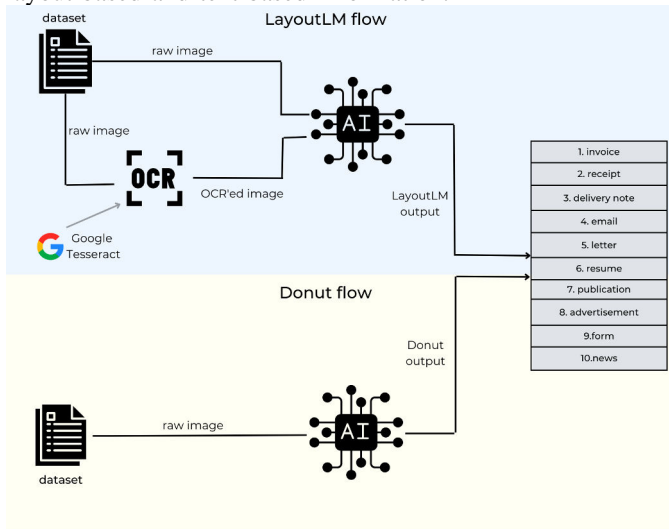 dataset
LayoutLM flow
raw image
raw image
AI
OCR
OCR'ed image
Google
Tesseract
LayoutLM
output
1. invoice
2. receipt
3. delivery note
4. email
5. letter
6. resume
7. publication
8. advertisement
9.form
10.news
Donut flow
Donut
output
raw image
AI
dataset